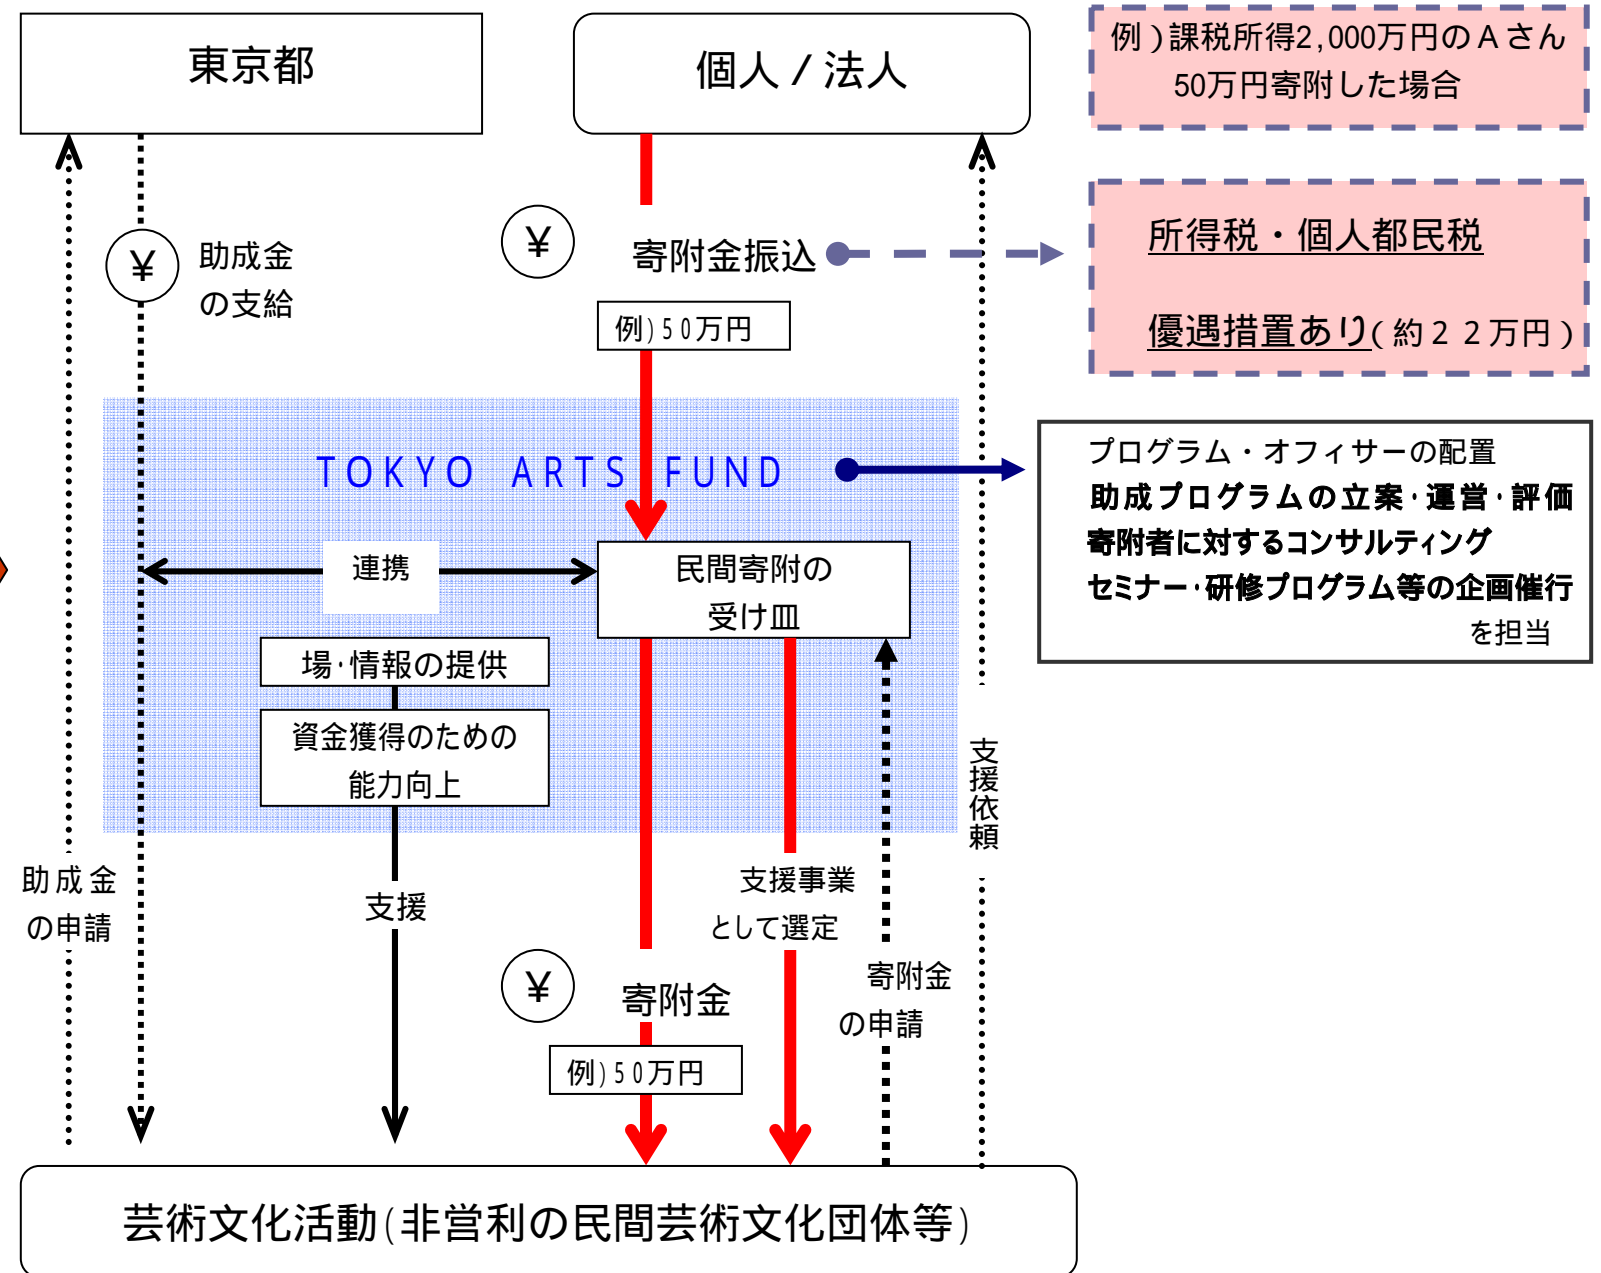 東京都
個人／法人
例）課税所得2,000万円のＡさん
50万円寄附した場合
¥
助成金
の支給
¥
寄附金振込
例)50万円
所得税・個人都民税
優遇措置あり(約２２万円)
TOKYO ARTS FUND
プログラム・オフィサーの配置
助成プログラムの立案・運営・評価
寄附者に対するコンサルティング
セミナー・研修プログラム等の企画催行
を担当
連携
民間寄附の
受け皿
場・情報の提供
資金獲得のための
能力向上
支援依頼
助成金
の申請
支援
支援事業
として選定
¥
寄附金
寄附金
の申請
例)50万円
芸術文化活動(非営利の民間芸術文化団体等)